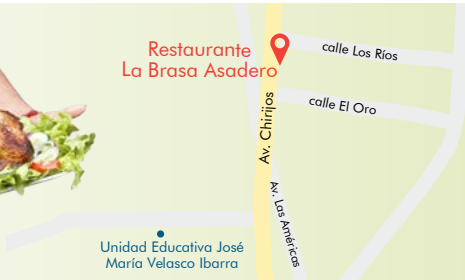 Restaurante
La Brasa Asadero
calle Los Ríos
calle El Oro
Av. Chirijos
Av. Las Américas
Unidad Educativa José
María Velasco Ibarra